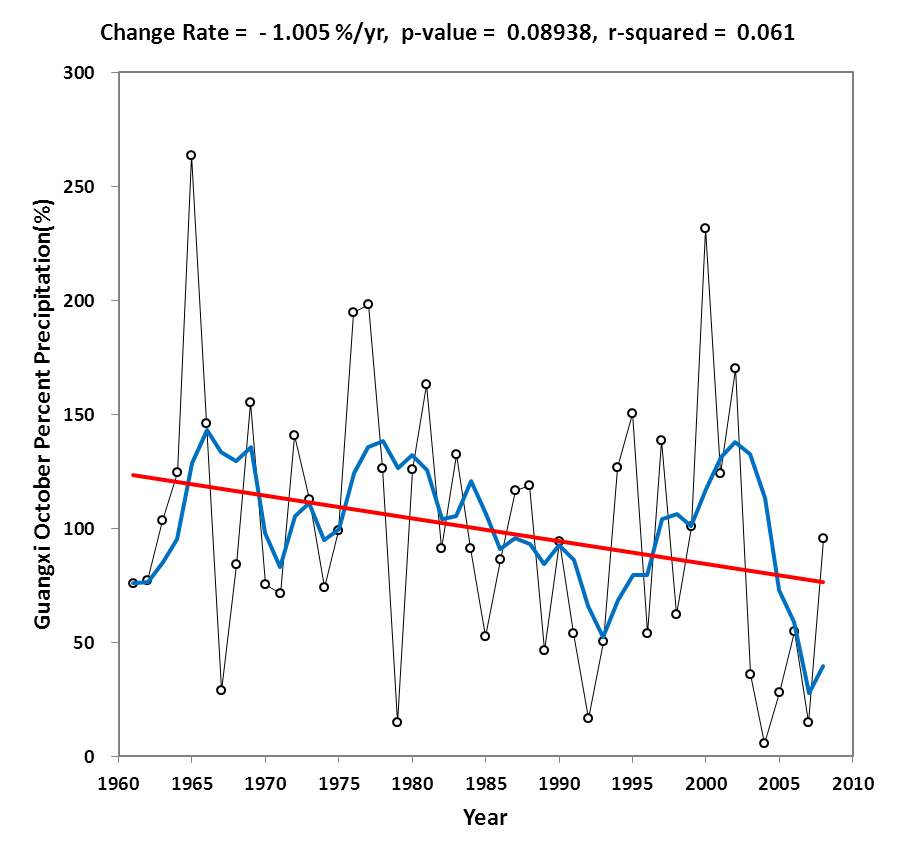 Change Rate = - 1.005 %/yr, p-value = 0.08938, r-squared = 0.061
300
250
200
150
100
50
0
Guangxi October Percent Precipitation(%)
1960 1965 1970 1975 1980 1985 1990 1995 2000 2005 2010
Year